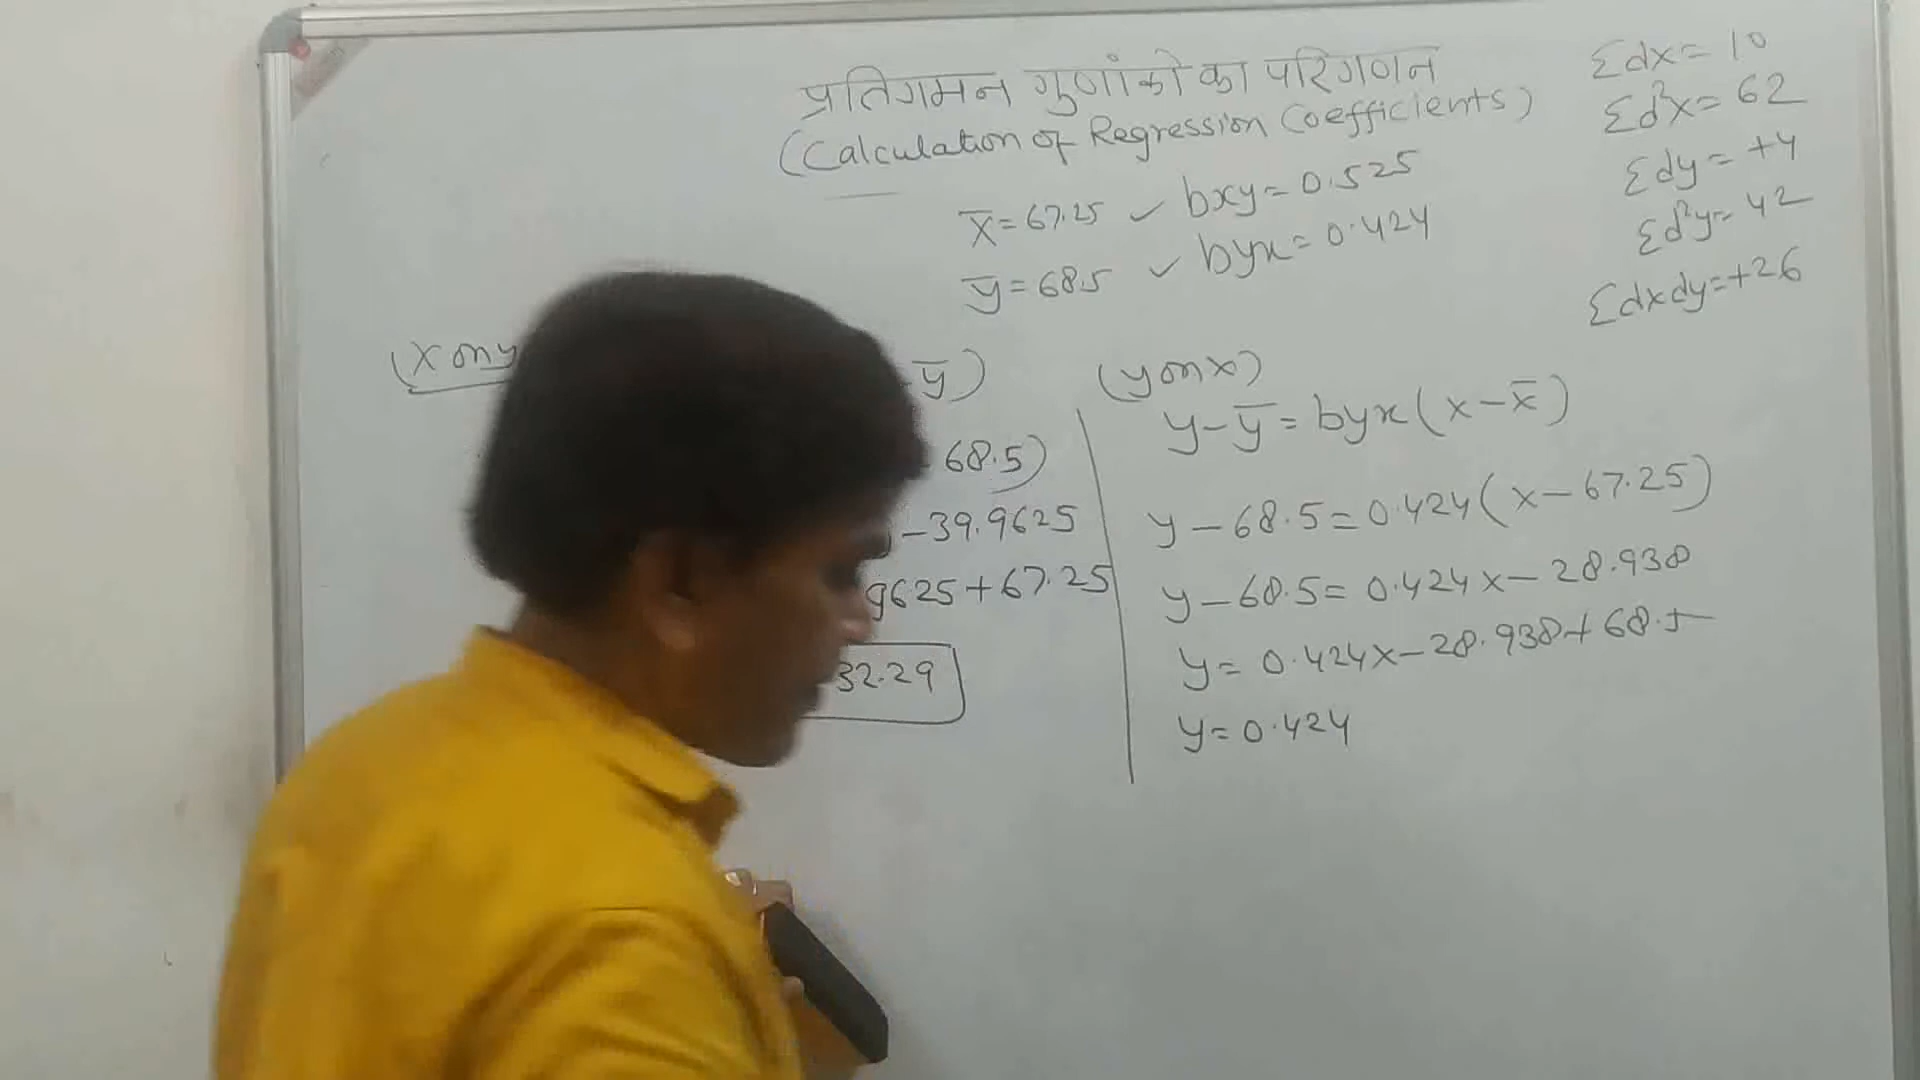 प्रतिगमन गुणांको का परिगणन
(Calculation of Regression Coefficients)
Σdx = 10
Σd²x = 62
Σdy = +4
Σd²y = 42
Σdxdy = +26
x̅ = 67.25 ✓ bxy = 0.525
y̅ = 68.5 ✓ byx = 0.424
(x on y
y̅)
68.5)
- 39.9625
9625 + 67.25
32.29
(y on x)
y - y̅ = byx (x - x̅)
y - 68.5 = 0.424 (x - 67.25)
y - 68.5 = 0.424x - 28.938
y = 0.424x - 28.938 + 68.5
y = 0.424